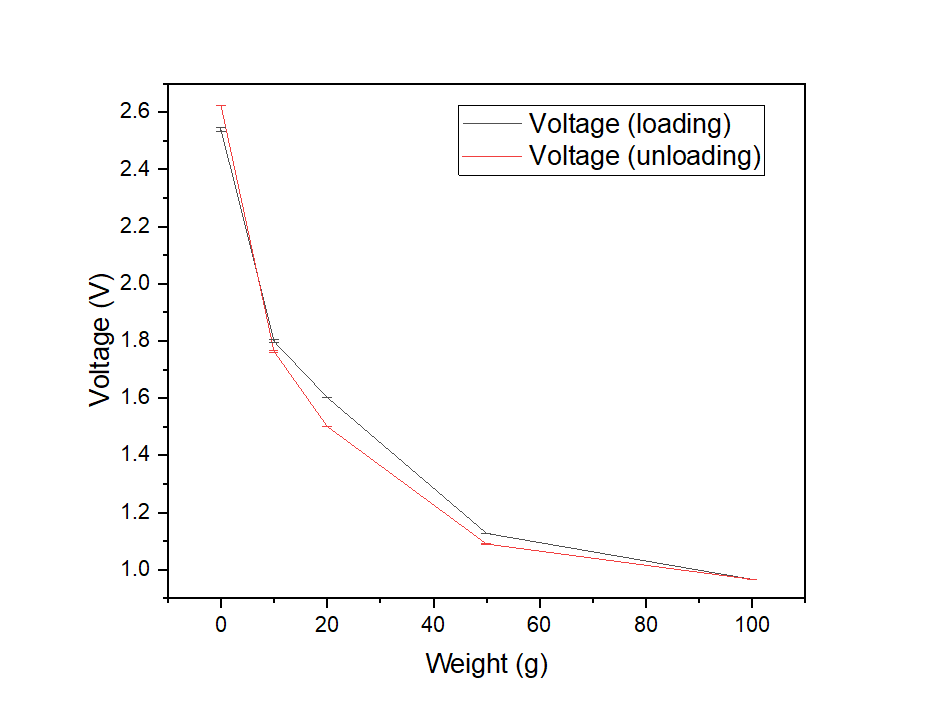 Voltage (loading)
Voltage (unloading)
2.6
2.4
2.2
2.0
1.8
1.6
1.4
1.2
1.0
Voltage (V)
0 20 40 60 80 100
Weight (g)